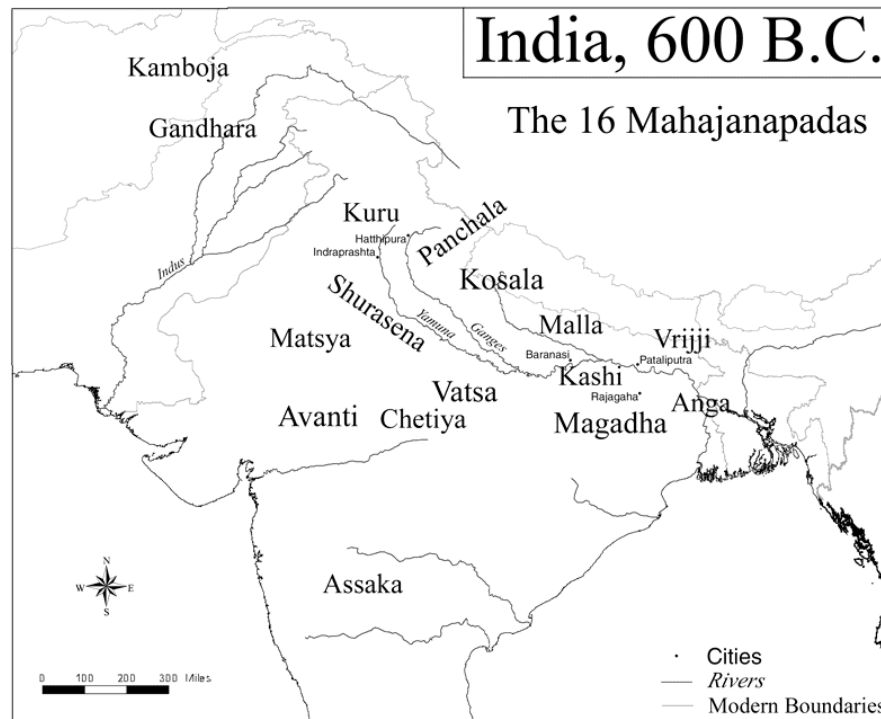 India, 600 B.C.
The 16 Mahajanapadas
Kamboja
Gandhara
Kuru
Panchala
Hatthipura
Indraprashta
Indus
Kosala
Shurasena
Yamuna
Ganges
Malla
Matsya
Vrijji
Baranasi
Pataliputra
Kashi
Vatsa
Rajagaha
Anga
Avanti
Chetiya
Magadha
Assaka
N
W E
S
0 100 200 300 Miles
Cities
Rivers
Modern Boundaries